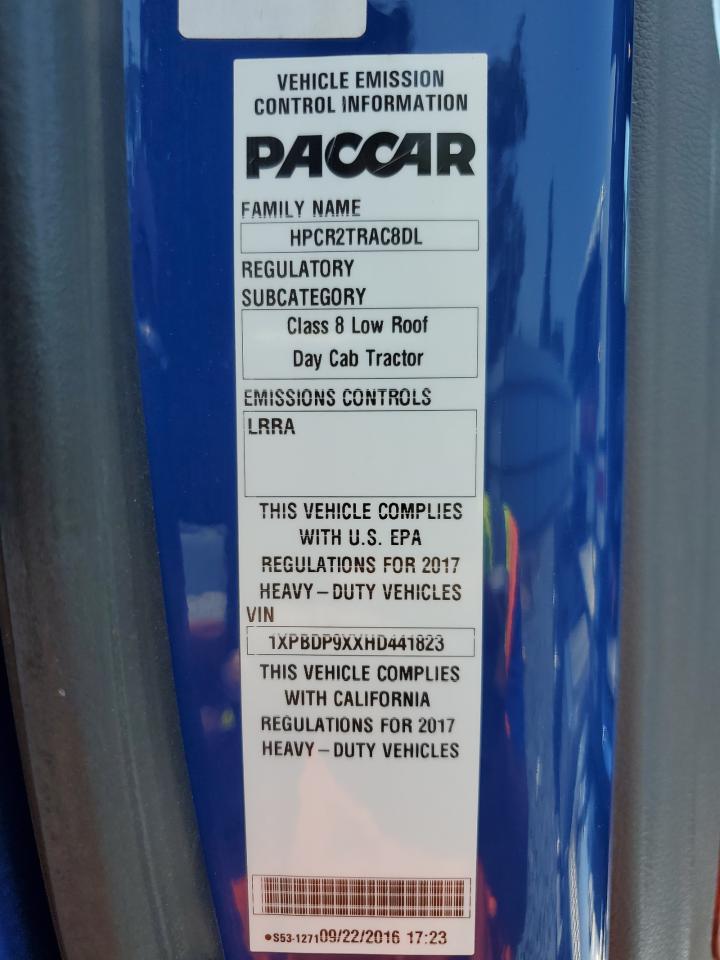 VEHICLE EMISSION
CONTROL INFORMATION
PACCAR
FAMILY NAME
HPCR2TRAC8DL
REGULATORY
SUBCATEGORY
Class 8 Low Roof
Day Cab Tractor
EMISSIONS CONTROLS
LRRA
THIS VEHICLE COMPLIES
WITH U.S. EPA
REGULATIONS FOR 2017
HEAVY–DUTY VEHICLES
VIN
1XPBDP9XXHD441823
THIS VEHICLE COMPLIES
WITH CALIFORNIA
REGULATIONS FOR 2017
HEAVY–DUTY VEHICLES
●S53-1271 09/22/2016 17:23